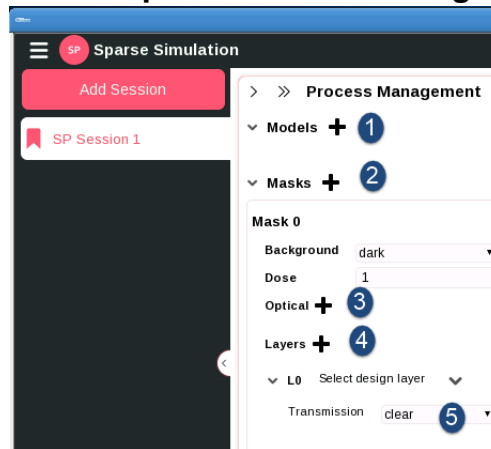 SP Sparse Simulation
Add Session
SP Session 1
Process Management
Models 1
Masks 2
Mask 0
Background dark
Dose 1
Optical 3
Layers 4
L0 Select design layer
Transmission clear 5